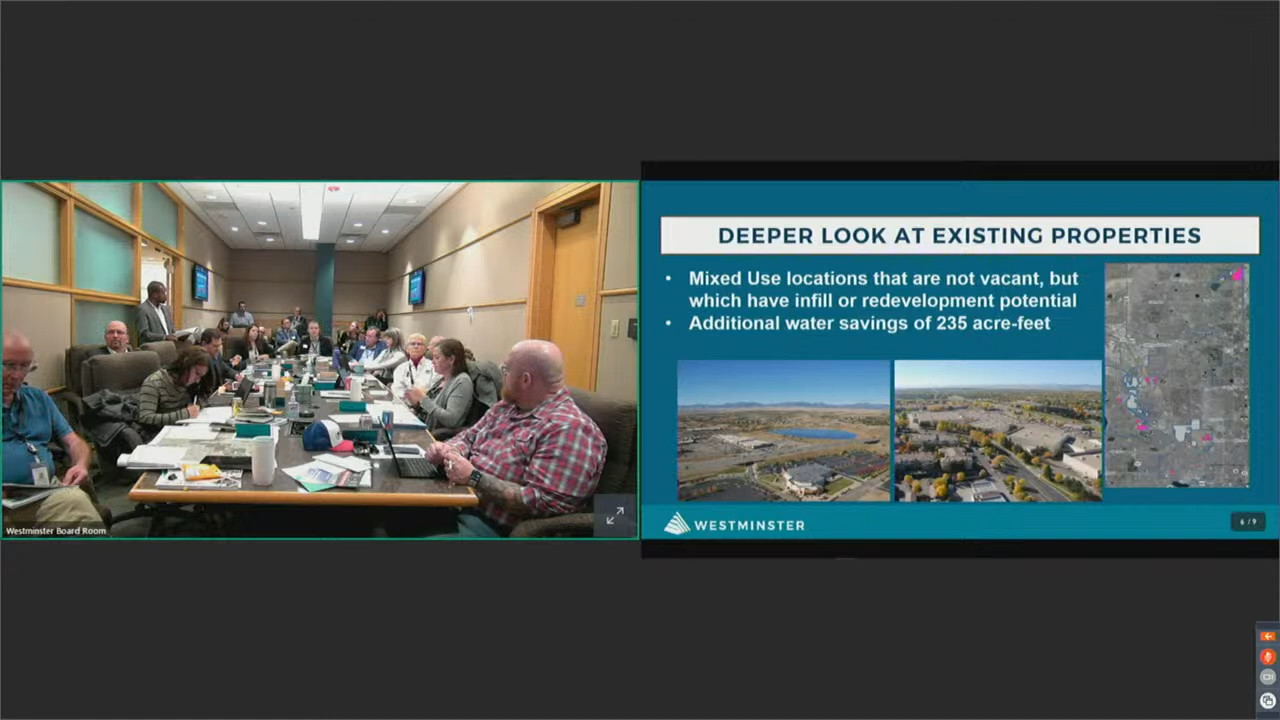 DEEPER LOOK AT EXISTING PROPERTIES
• Mixed Use locations that are not vacant, but
which have infill or redevelopment potential
• Additional water savings of 235 acre-feet
WESTMINSTER
6 / 9
Westminster Board Room